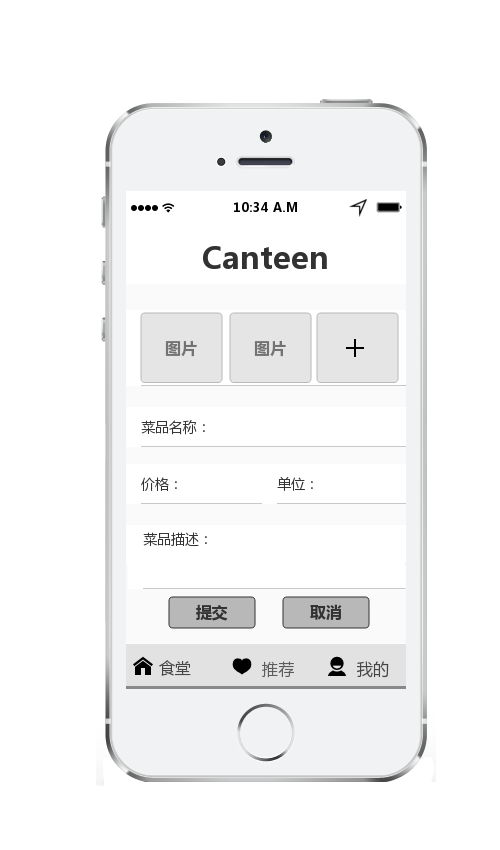 10:34 A.M
Canteen
图片 图片
菜品名称：
价格： 单位：
菜品描述：
提交 取消
食堂 推荐 我的